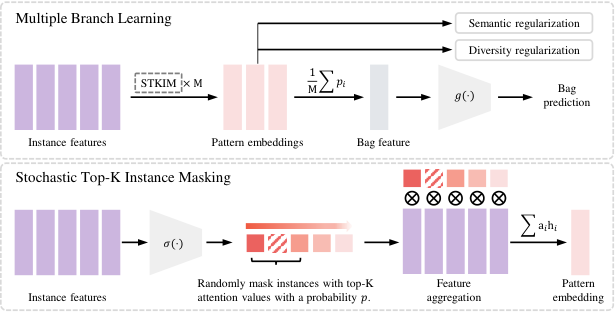 Multiple Branch Learning
Semantic regularization
Diversity regularization
STKIM × M
1/M ∑ p_i
g(·)
Bag
prediction
Instance features
Pattern embeddings
Bag feature
Stochastic Top-K Instance Masking
σ(·)
∑ a_i h_i
Randomly mask instances with top-K
attention values with a probability p.
Instance features
Feature
aggregation
Pattern
embedding